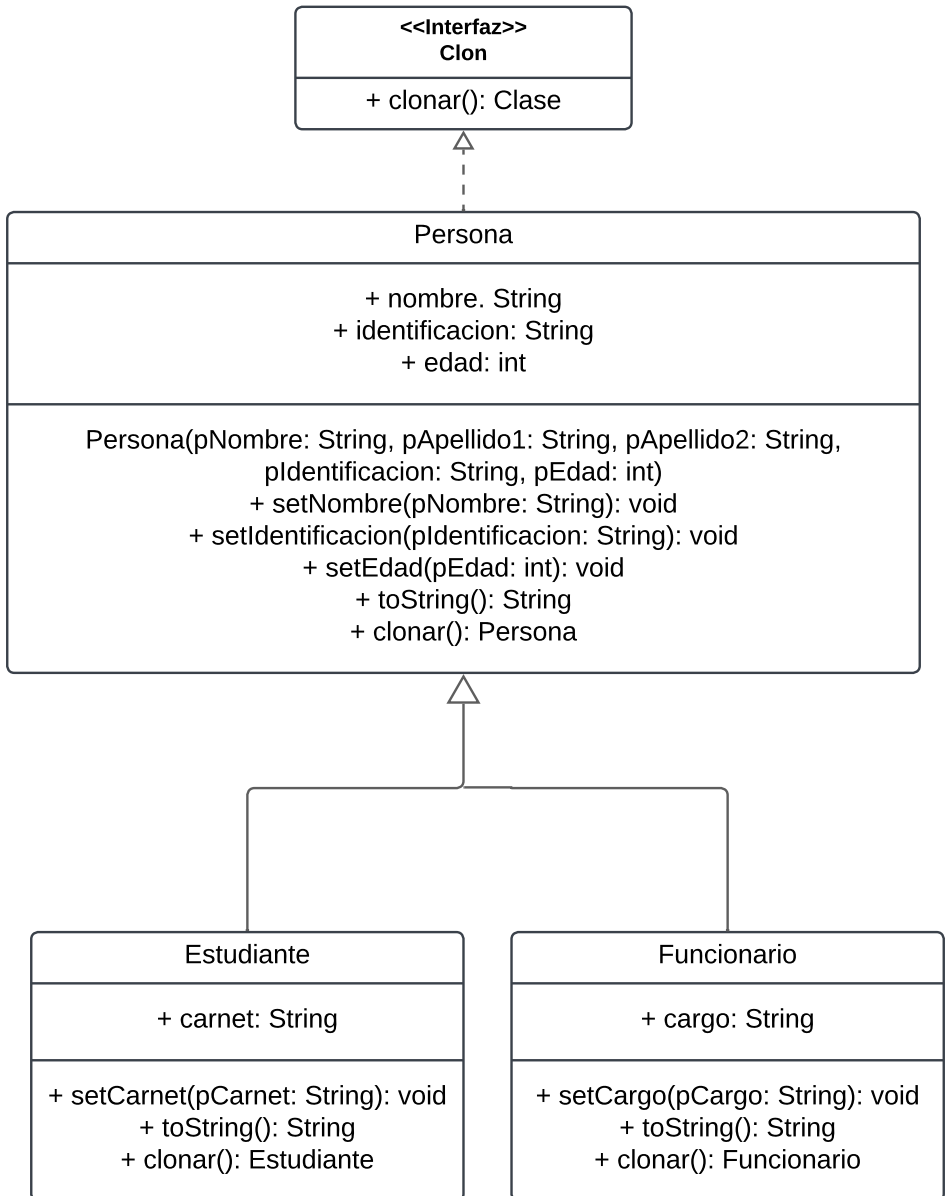 <<Interfaz>>
Clon
+ clonar(): Clase
Persona
+ nombre. String
+ identificacion: String
+ edad: int
Persona(pNombre: String, pApellido1: String, pApellido2: String,
pIdentificacion: String, pEdad: int)
+ setNombre(pNombre: String): void
+ setIdentificacion(pIdentificacion: String): void
+ setEdad(pEdad: int): void
+ toString(): String
+ clonar(): Persona
Estudiante
+ carnet: String
+ setCarnet(pCarnet: String): void
+ toString(): String
+ clonar(): Estudiante
Funcionario
+ cargo: String
+ setCargo(pCargo: String): void
+ toString(): String
+ clonar(): Funcionario